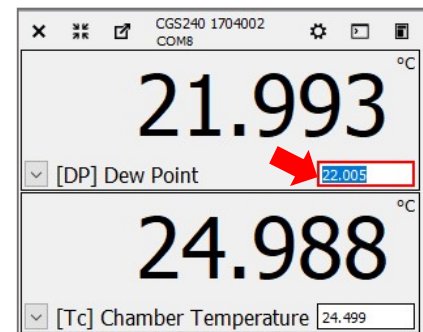 CGS240 1704002
COM8
°C
21.993
[DP] Dew Point 22.005
°C
24.988
[Tc] Chamber Temperature 24.499